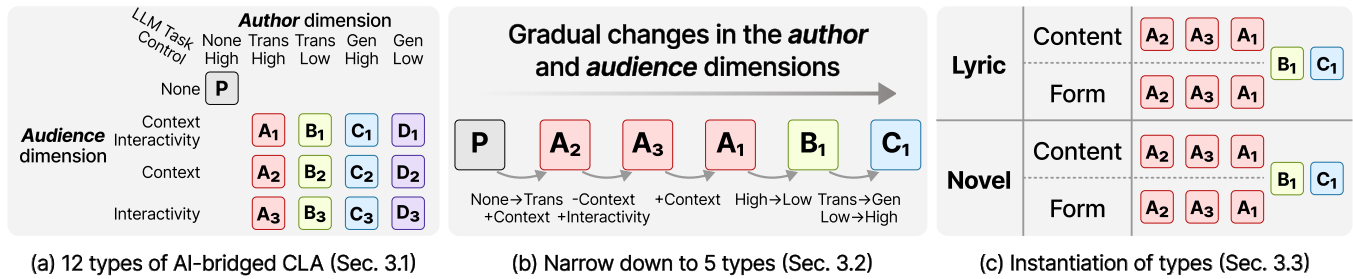 LLM Task
Control
Author dimension
None Trans Trans Gen Gen
High High Low High Low
None
P
Audience
dimension
Context
Interactivity
A₁ B₁ C₁ D₁
Context
A₂ B₂ C₂ D₂
Interactivity
A₃ B₃ C₃ D₃
(a) 12 types of AI-bridged CLA (Sec. 3.1)
Gradual changes in the author
and audience dimensions
P A₂ A₃ A₁ B₁ C₁
None→Trans -Context +Context High→Low Trans→Gen
+Context +Interactivity Low→High
(b) Narrow down to 5 types (Sec. 3.2)
Lyric
Content A₂ A₃ A₁
B₁ C₁
Form A₂ A₃ A₁
Novel
Content A₂ A₃ A₁
B₁ C₁
Form A₂ A₃ A₁
(c) Instantiation of types (Sec. 3.3)